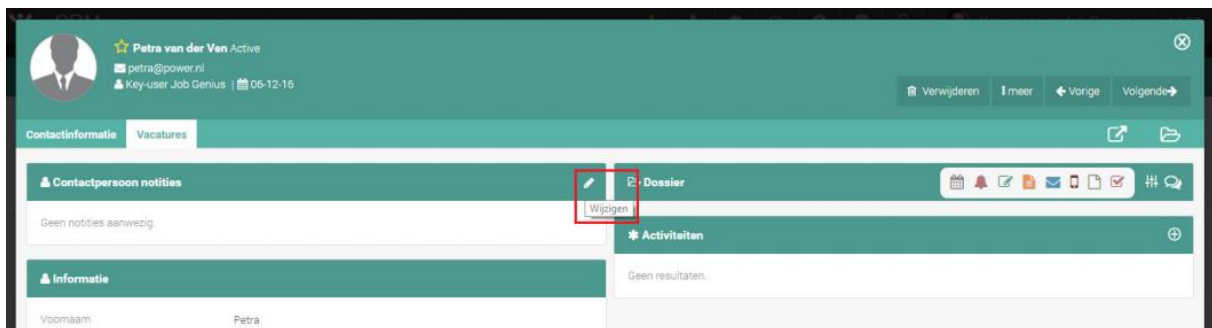 CRM
Petra van der Ven Active
petra@power.nl
Key-user Job Genius | 06-12-16
Verwijderen
meer
Vorige
Volgende
Contactinformatie
Vacatures
Contactpersoon notities
Wijzigen
Geen notities aanwezig.
Dossier
Activiteiten
Geen resultaten.
Informatie
Voornaam
Petra